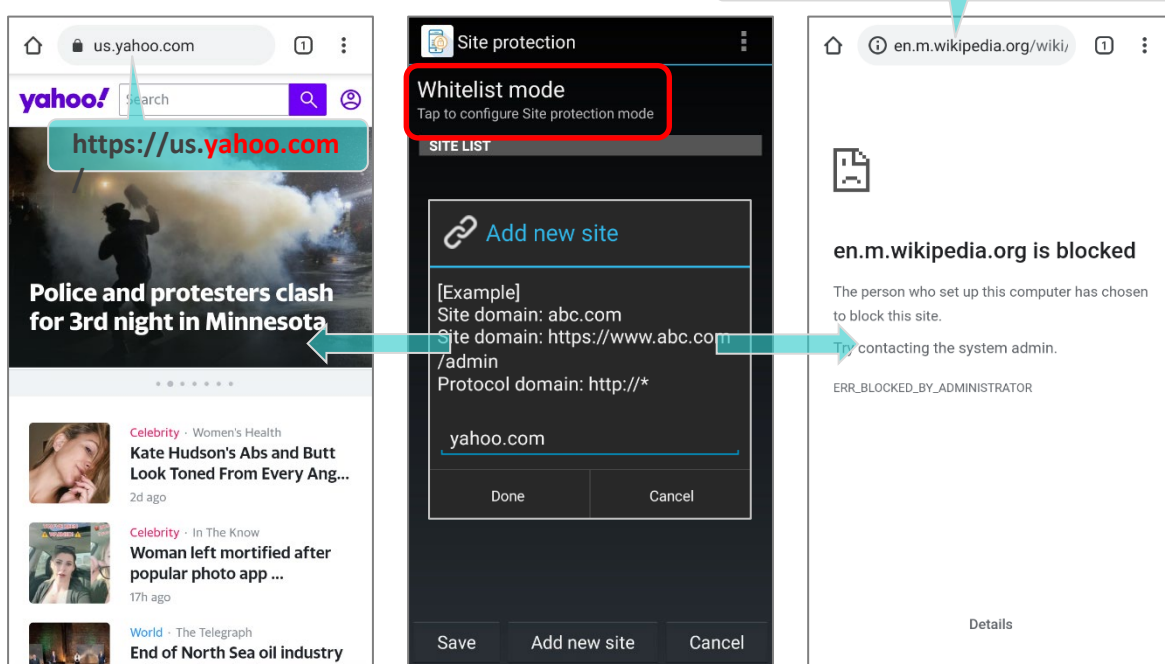 us.yahoo.com
1
yahoo!
Search
https://us.yahoo.com
/
Police and protesters clash
for 3rd night in Minnesota
Celebrity · Women's Health
Kate Hudson's Abs and Butt
Look Toned From Every Ang...
2d ago
Celebrity · In The Know
Woman left mortified after
popular photo app ...
17h ago
World · The Telegraph
End of North Sea oil industry
Site protection
Whitelist mode
Tap to configure Site protection mode
SITE LIST
Add new site
[Example]
Site domain: abc.com
Site domain: https://www.abc.com
/admin
Protocol domain: http://*
yahoo.com
Done
Cancel
Save
Add new site
Cancel
en.m.wikipedia.org/wiki/
1
en.m.wikipedia.org is blocked
The person who set up this computer has chosen
to block this site.
Try contacting the system admin.
ERR_BLOCKED_BY_ADMINISTRATOR
Details